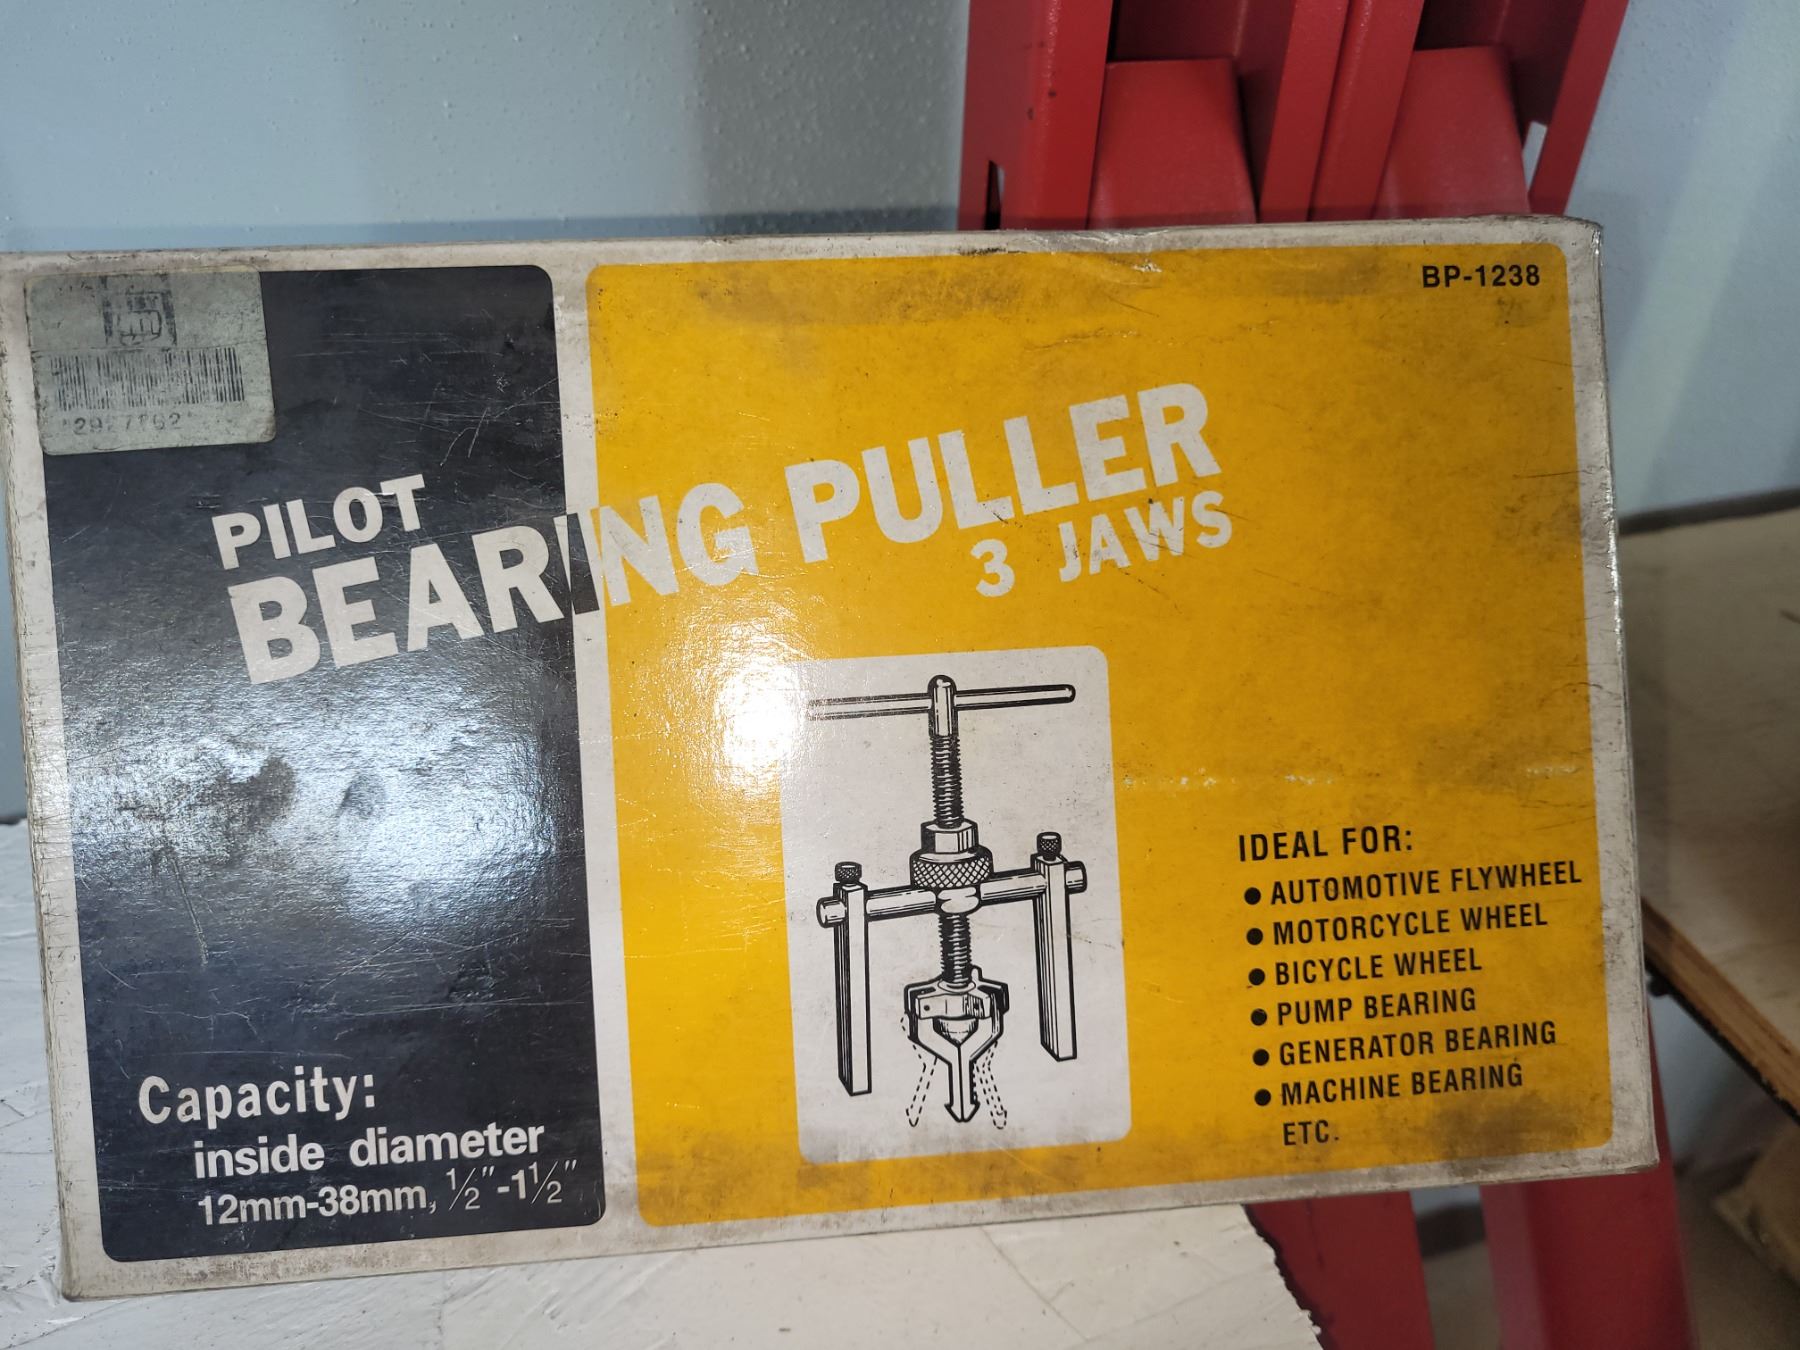 BP-1238
PILOT
BEARING PULLER
3 JAWS
Capacity:
inside diameter
12mm-38mm, ½"-1½"
IDEAL FOR:
● AUTOMOTIVE FLYWHEEL
● MOTORCYCLE WHEEL
● BICYCLE WHEEL
● PUMP BEARING
● GENERATOR BEARING
● MACHINE BEARING
ETC.